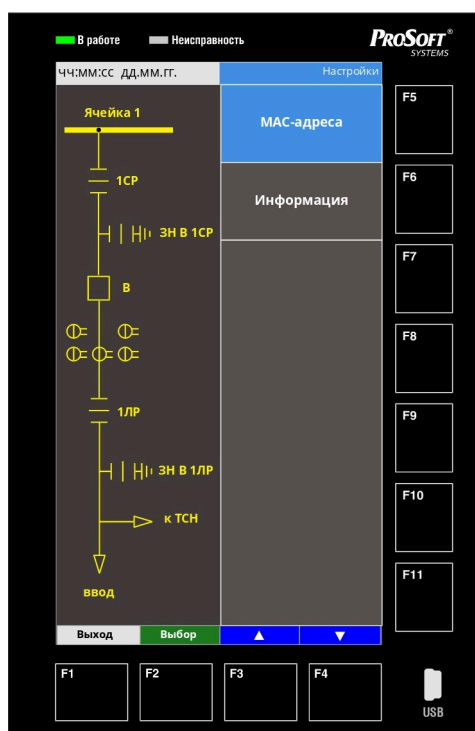 В работе
Неисправность
PROSOFT®
SYSTEMS
чч:мм:сс дд.мм.гг.
Настройки
Ячейка 1
МАС-адреса
F5
1СР
Информация
F6
ЗН В 1СР
F7
В
F8
1ЛР
F9
ЗН В 1ЛР
F10
к ТСН
F11
ввод
Выход
Выбор
F1
F2
F3
F4
USB